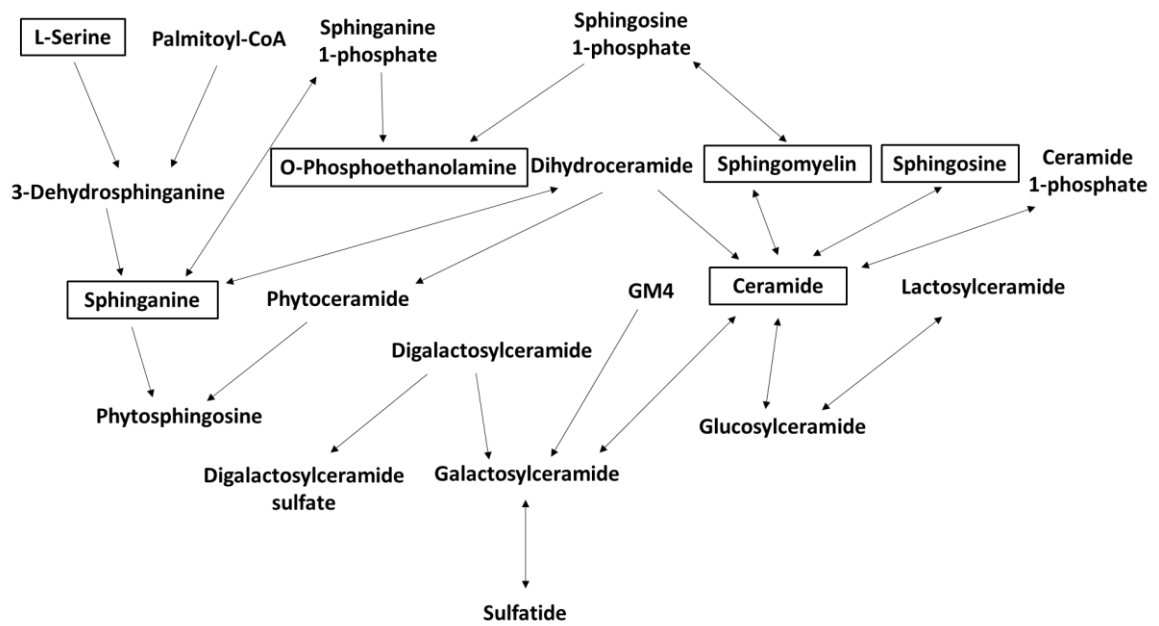 L-Serine
Palmitoyl-CoA
Sphinganine
1-phosphate
Sphingosine
1-phosphate
3-Dehydrosphinganine
O-Phosphoethanolamine
Dihydroceramide
Sphingomyelin
Sphingosine
Ceramide
1-phosphate
Sphinganine
Phytoceramide
GM4
Ceramide
Lactosylceramide
Digalactosylceramide
Phytosphingosine
Glucosylceramide
Digalactosylceramide
sulfate
Galactosylceramide
Sulfatide